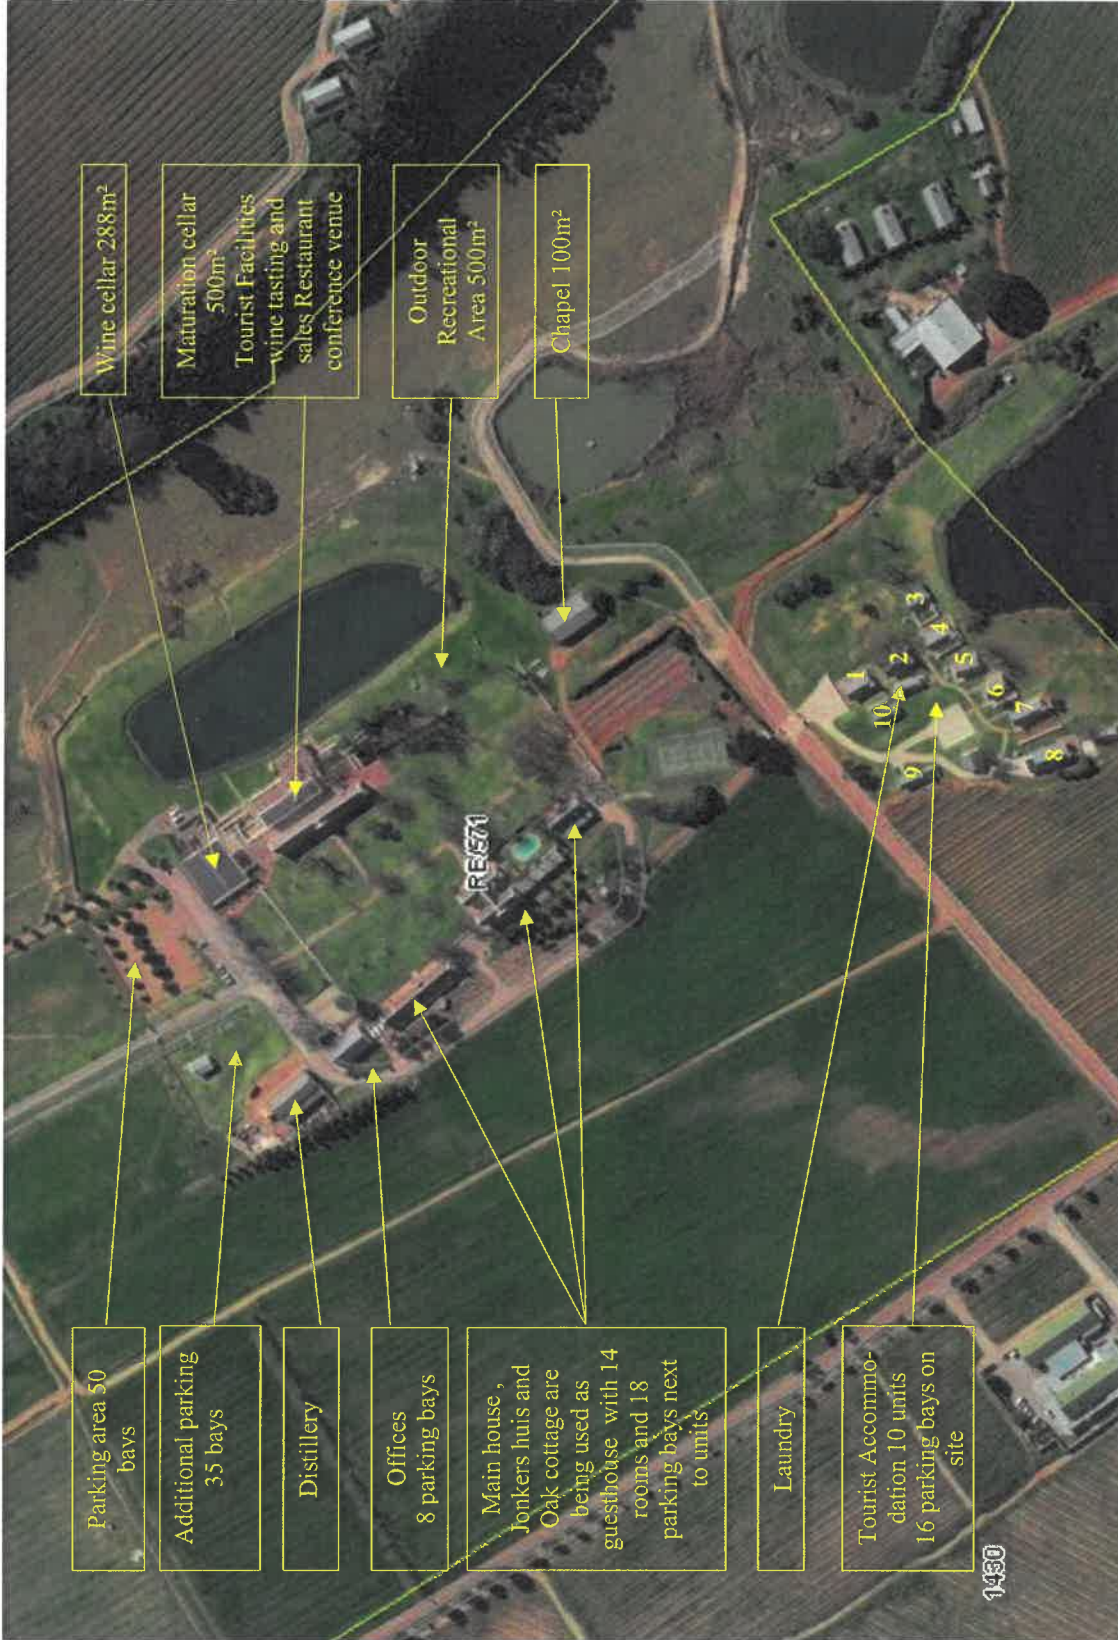 Parking area 50
bays
Additional parking
35 bays
Distillery
Offices
8 parking bays
Main house ,
Jonkers huis and
Oak cottage are
being used as
guesthouse with 14
rooms and 18
parking bays next
to units
Laundry
Tourist Accommo-
dation 10 units
16 parking bays on
site
Wine cellar 288m²
Maturation cellar
500m²
Tourist Facilities
wine tasting and
sales Restaurant
conference venue
Outdoor
Recreational
Area 500m²
Chapel 100m²
RE/571
1430
1
2
3
4
5
6
7
8
9
10